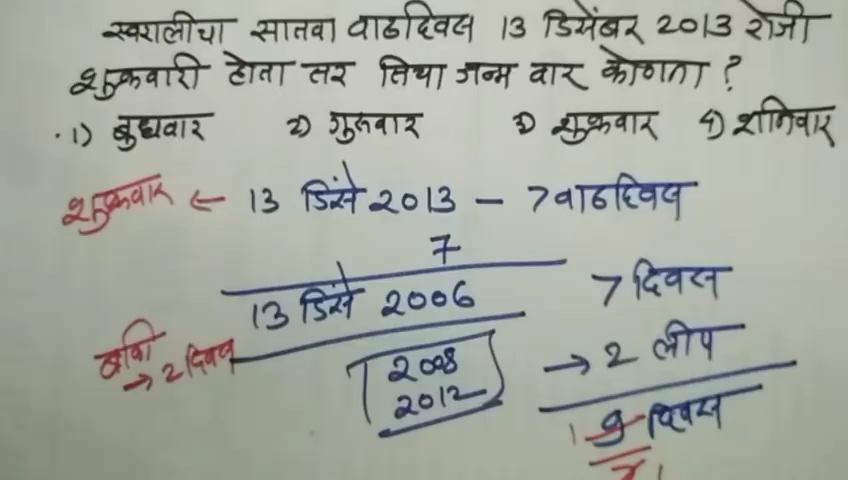 स्वरालीचा सातवा वाढदिवस 13 डिसेंबर 2013 रोजी
शुक्रवारी होता तर तिचा जन्म वार कोणता ?
1) बुधवार 2) गुरुवार 3) शुक्रवार 4) शनिवार
शुक्रवार ← 13 डिसें 2013 – 7 वाढदिवस
7
13 डिसें 2006 7 दिवस
बाकी → 2 दिवस
2008 → 2 लीप
2012
9 दिवस
7